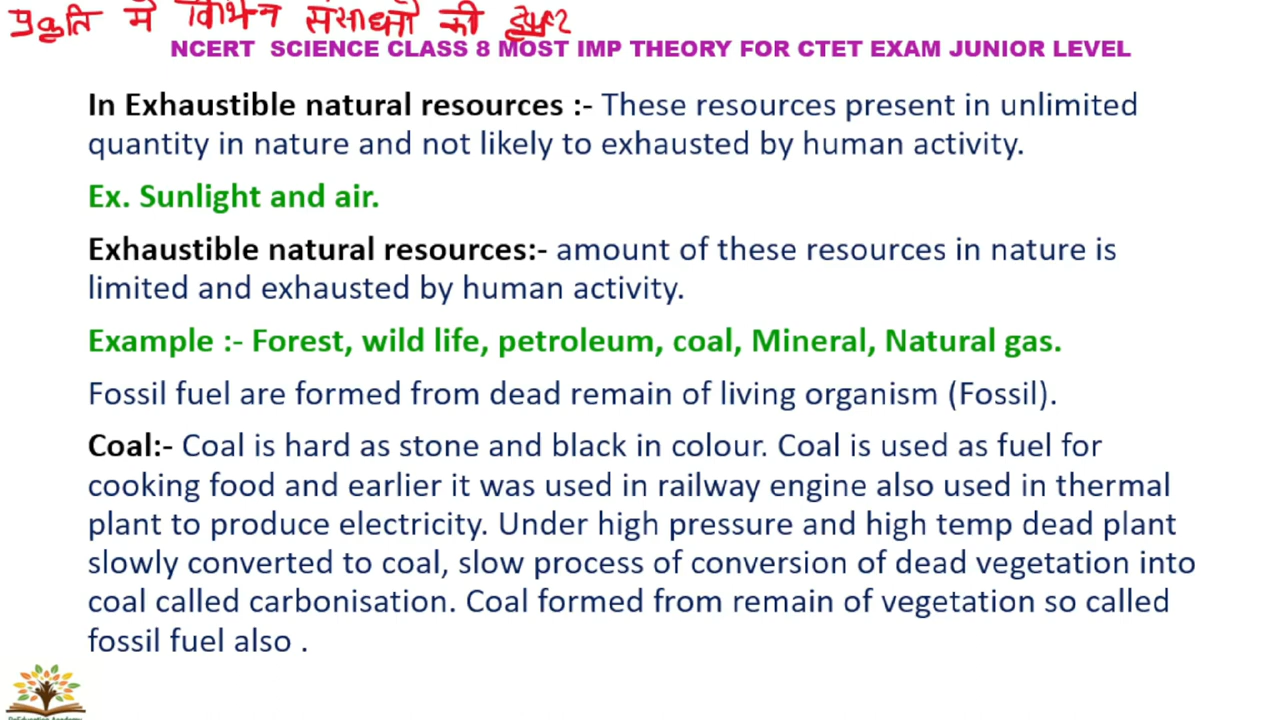 प्रकृति में विभिन्न संसाधनो की
NCERT SCIENCE CLASS 8 MOST IMP THEORY FOR CTET EXAM JUNIOR LEVEL
In Exhaustible natural resources :- These resources present in unlimited
quantity in nature and not likely to exhausted by human activity.
Ex. Sunlight and air.
Exhaustible natural resources:- amount of these resources in nature is
limited and exhausted by human activity.
Example :- Forest, wild life, petroleum, coal, Mineral, Natural gas.
Fossil fuel are formed from dead remain of living organism (Fossil).
Coal:- Coal is hard as stone and black in colour. Coal is used as fuel for
cooking food and earlier it was used in railway engine also used in thermal
plant to produce electricity. Under high pressure and high temp dead plant
slowly converted to coal, slow process of conversion of dead vegetation into
coal called carbonisation. Coal formed from remain of vegetation so called
fossil fuel also .